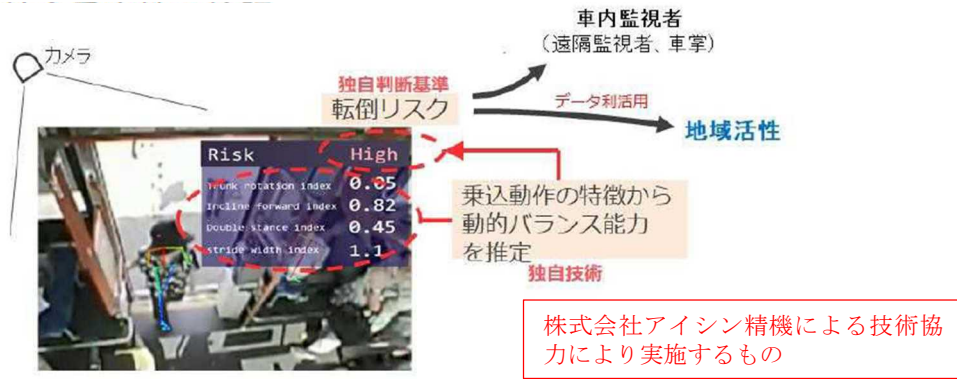 車内監視者
（遠隔監視者、車掌）
カメラ
独自判断基準
転倒リスク
データ利活用
地域活性
Risk High
Trunk rotation index 0.05
Incline forward index 0.82
Double stance index 0.45
stride width index 1.1
乗込動作の特徴から
動的バランス能力
を推定
独自技術
株式会社アイシン精機による技術協
力により実施するもの